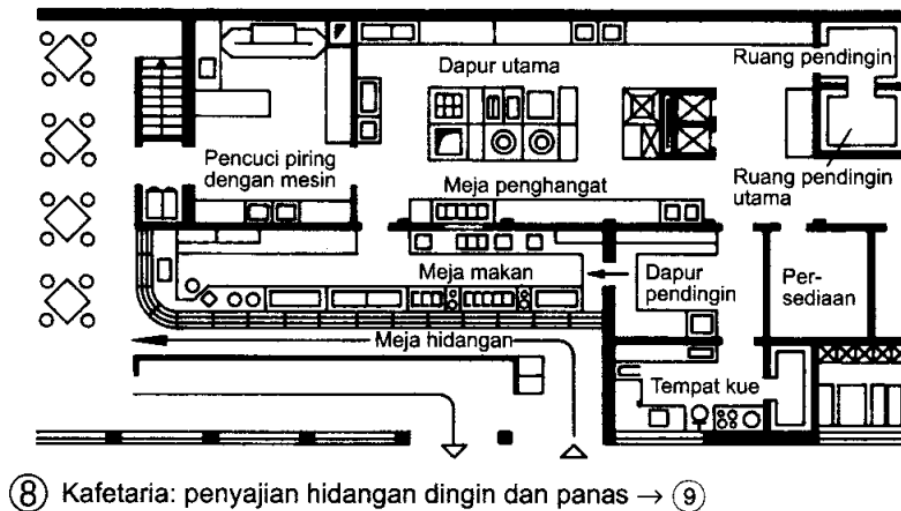 Ruang pendingin
Dapur utama
Pencuci piring
dengan mesin
Meja penghangat
Ruang pendingin
utama
Meja makan
Dapur
pendingin
Per-
sediaan
Meja hidangan
Tempat kue
8 Kafetaria: penyajian hidangan dingin dan panas → 9